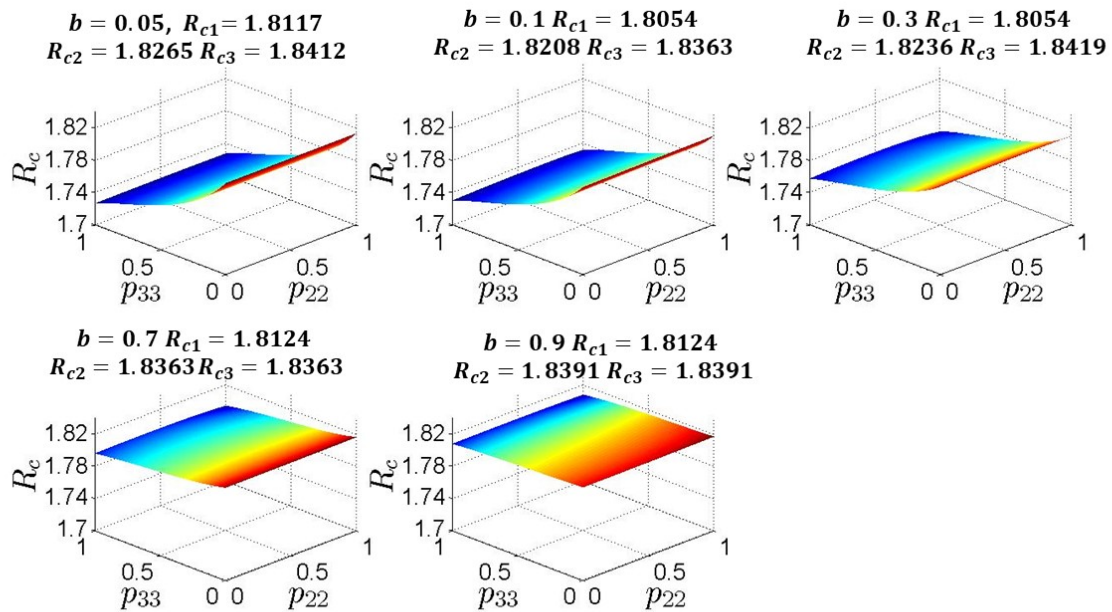 b = 0.05, R_c1 = 1.8117
R_c2 = 1.8265 R_c3 = 1.8412
R_c
1.82
1.78
1.74
1.7
1
0.5
0
p_33
0
0.5
1
p_22
b = 0.1 R_c1 = 1.8054
R_c2 = 1.8208 R_c3 = 1.8363
R_c
1.82
1.78
1.74
1.7
1
0.5
0
p_33
0
0.5
1
p_22
b = 0.3 R_c1 = 1.8054
R_c2 = 1.8236 R_c3 = 1.8419
R_c
1.82
1.78
1.74
1.7
1
0.5
0
p_33
0
0.5
1
p_22
b = 0.7 R_c1 = 1.8124
R_c2 = 1.8363 R_c3 = 1.8363
R_c
1.82
1.78
1.74
1.7
1
0.5
0
p_33
0
0.5
1
p_22
b = 0.9 R_c1 = 1.8124
R_c2 = 1.8391 R_c3 = 1.8391
R_c
1.82
1.78
1.74
1.7
1
0.5
0
p_33
0
0.5
1
p_22